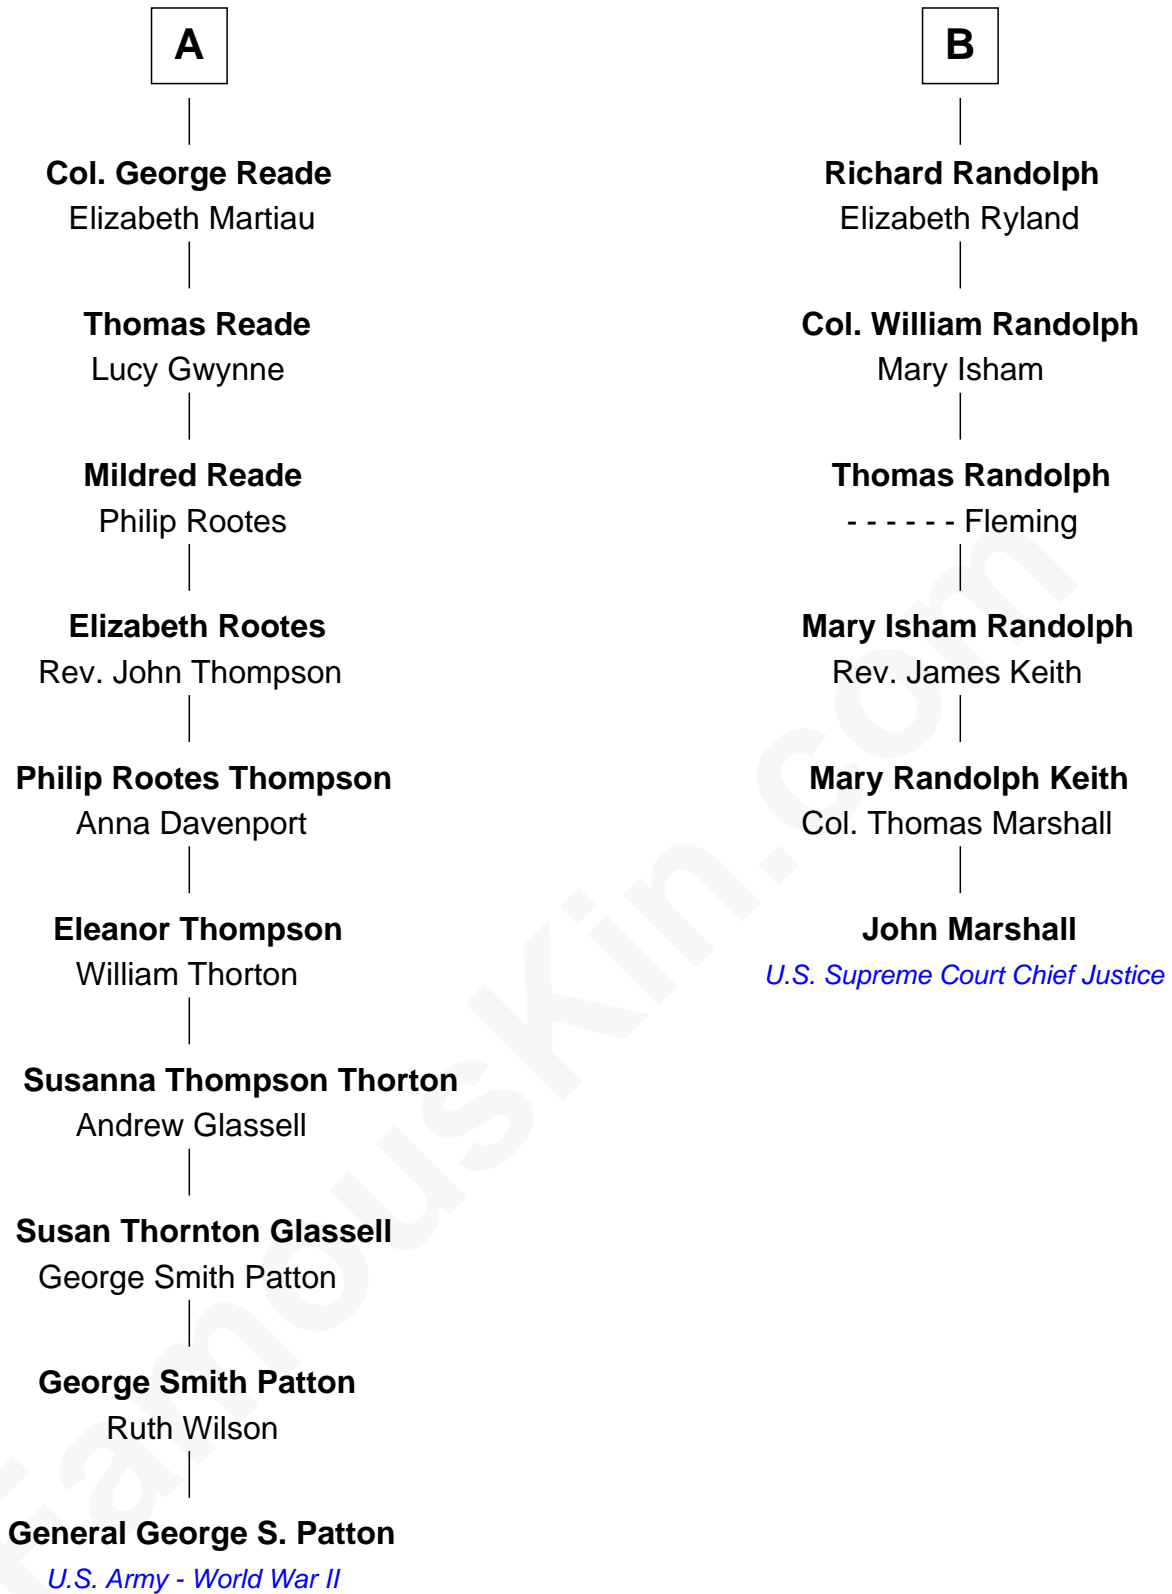 A
Col. George Reade
Elizabeth Martiau
Thomas Reade
Lucy Gwynne
Mildred Reade
Philip Rootes
Elizabeth Rootes
Rev. John Thompson
Philip Rootes Thompson
Anna Davenport
Eleanor Thompson
William Thorton
Susanna Thompson Thorton
Andrew Glassell
Susan Thornton Glassell
George Smith Patton
George Smith Patton
Ruth Wilson
General George S. Patton
U.S. Army - World War II
B
Richard Randolph
Elizabeth Ryland
Col. William Randolph
Mary Isham
Thomas Randolph
- - - - - - Fleming
Mary Isham Randolph
Rev. James Keith
Mary Randolph Keith
Col. Thomas Marshall
John Marshall
U.S. Supreme Court Chief Justice
FamousKin.com